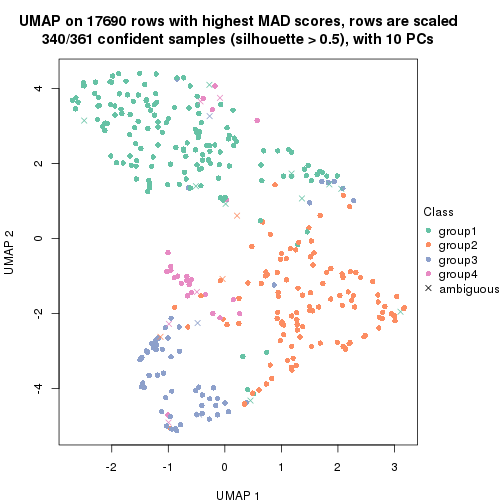 UMAP on 17690 rows with highest MAD scores, rows are scaled
340/361 confident samples (silhouette > 0.5), with 10 PCs
4
2
0
-2
-4
UMAP 2
-2
-1
0
1
2
3
UMAP 1
Class
group1
group2
group3
group4
ambiguous